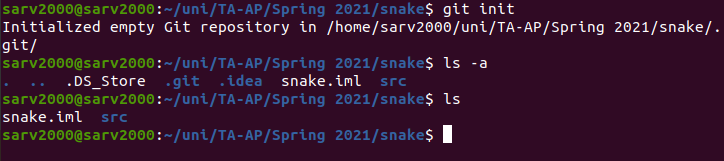 sarv2000@sarv2000:~/uni/TA-AP/Spring 2021/snake$ git init
Initialized empty Git repository in /home/sarv2000/uni/TA-AP/Spring 2021/snake/.
git/
sarv2000@sarv2000:~/uni/TA-AP/Spring 2021/snake$ ls -a
.  ..  .DS_Store  .git  .idea  snake.iml  src
sarv2000@sarv2000:~/uni/TA-AP/Spring 2021/snake$ ls
snake.iml  src
sarv2000@sarv2000:~/uni/TA-AP/Spring 2021/snake$